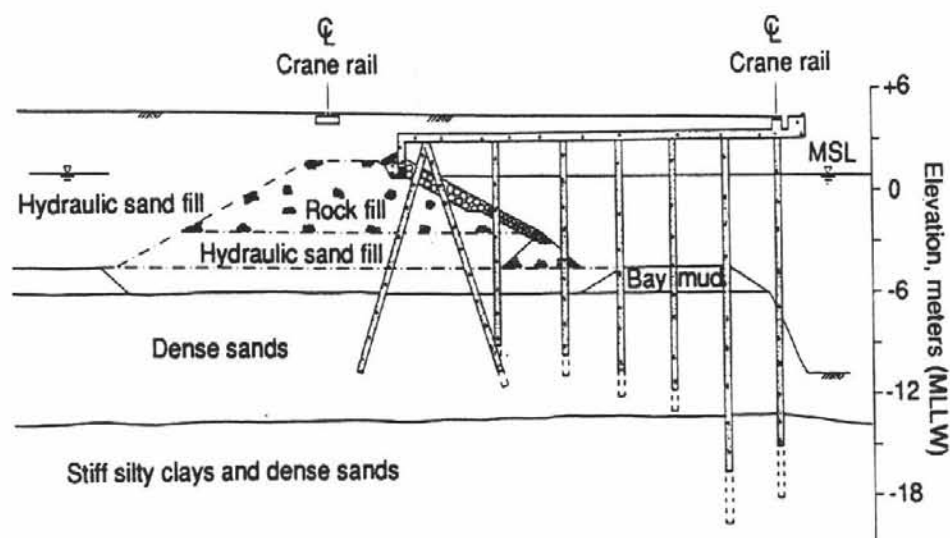 ℄
Crane rail
℄
Crane rail
+6
MSL
0
Hydraulic sand fill
Rock fill
Hydraulic sand fill
Bay mud
-6
Dense sands
-12
Stiff silty clays and dense sands
-18
Elevation, meters (MLLW)